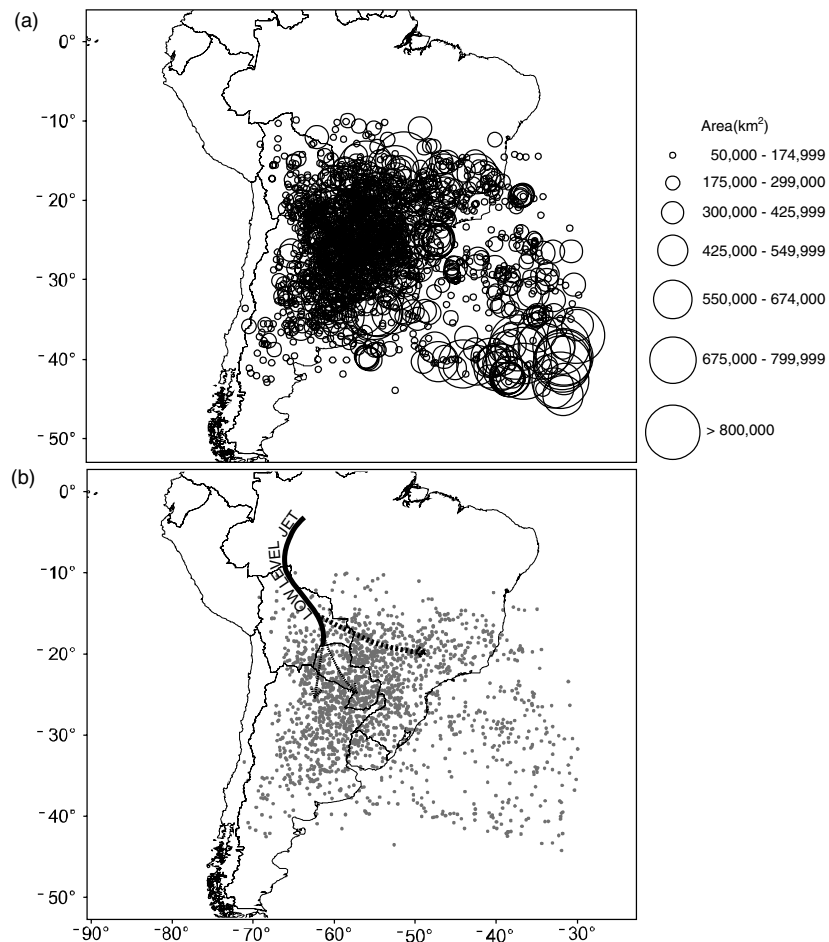 (a)
0°
-10°
-20°
-30°
-40°
-50°
Area(km²)
50,000 - 174,999
175,000 - 299,000
300,000 - 425,999
425,000 - 549,999
550,000 - 674,000
675,000 - 799,999
> 800,000
(b)
0°
-10°
-20°
-30°
-40°
-50°
LOW LEVEL JET
-90° -80° -70° -60° -50° -40° -30°